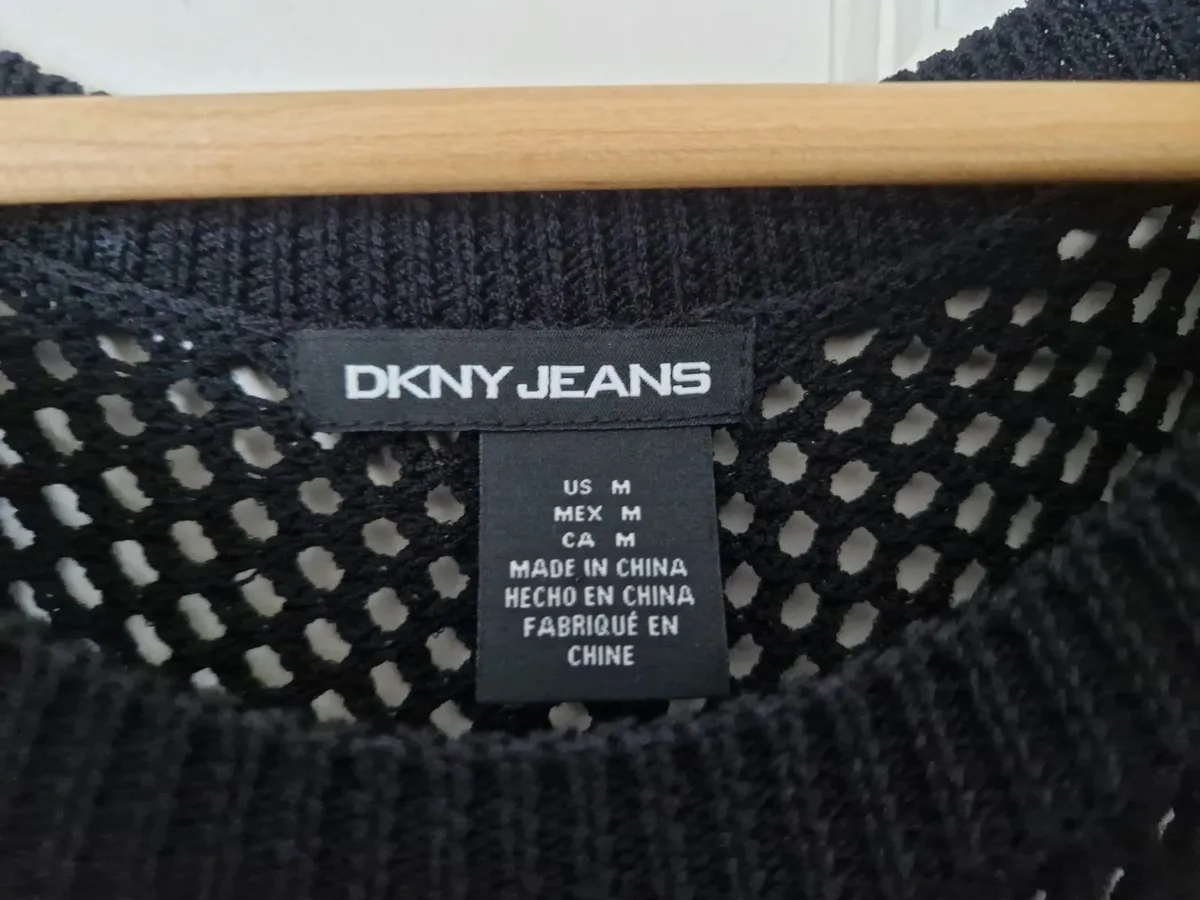 DKNY JEANS
US M
MEX M
CA M
MADE IN CHINA
HECHO EN CHINA
FABRIQUÉ EN
CHINE